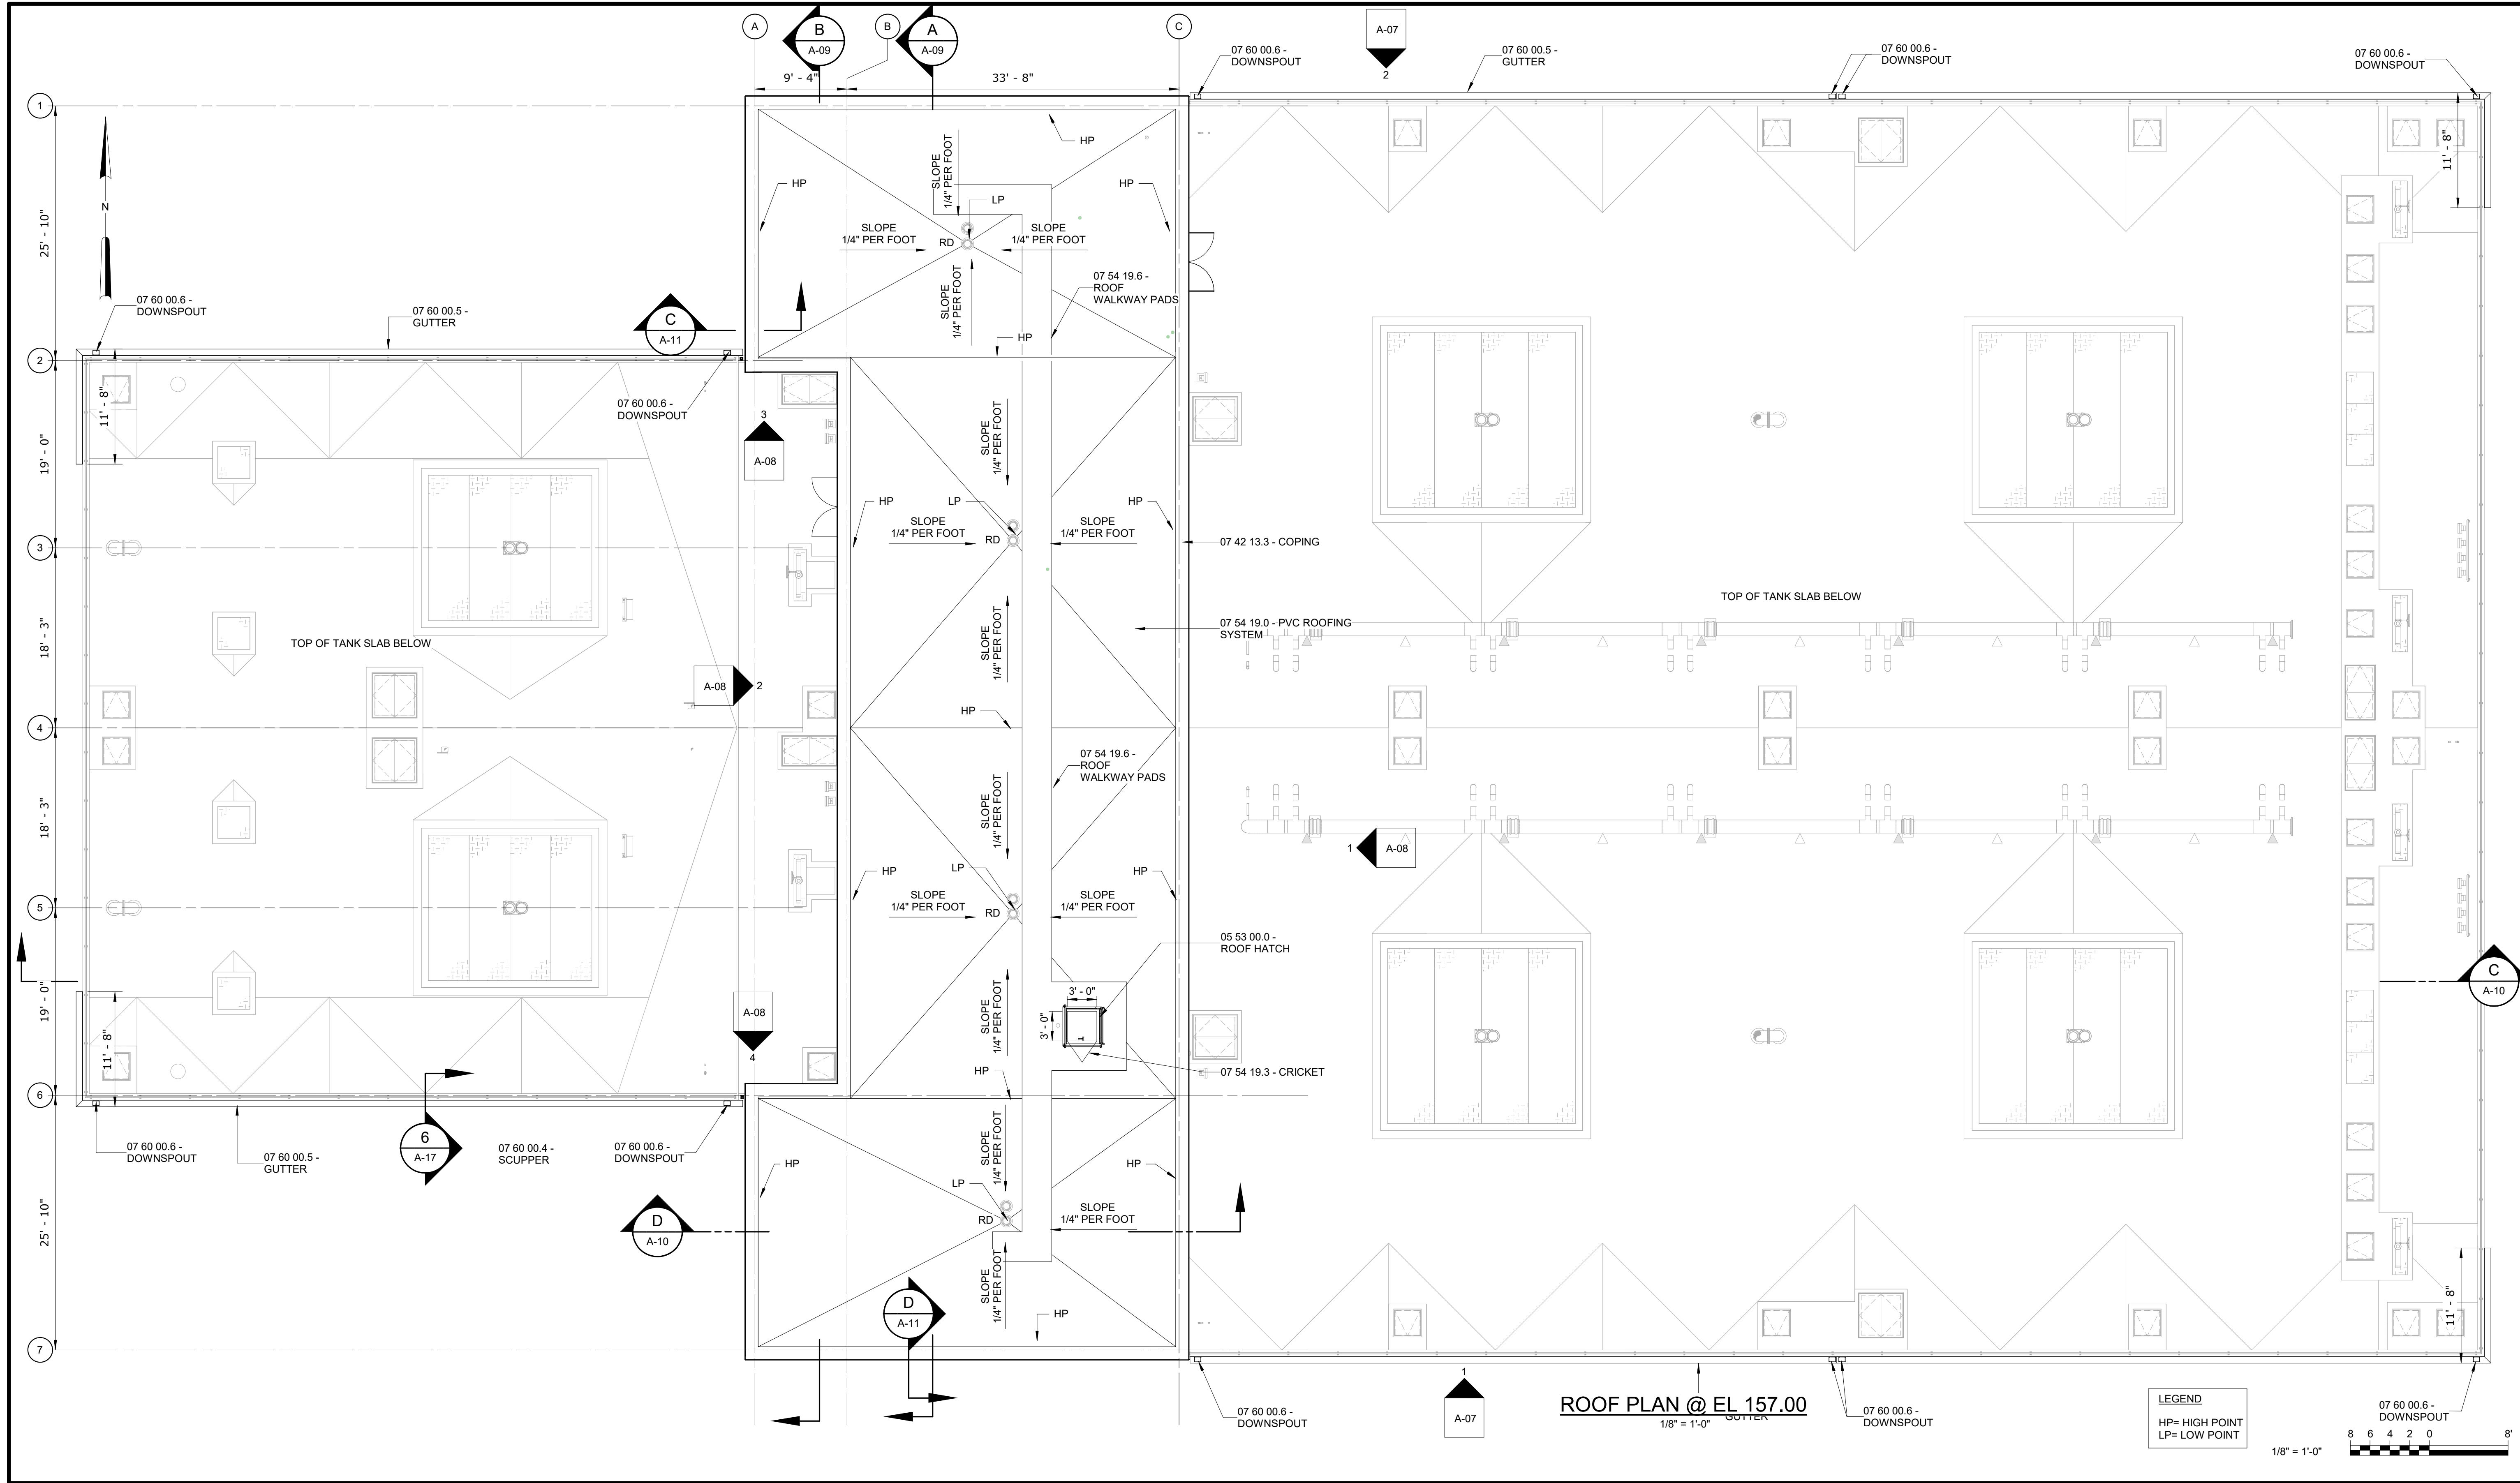 A
B
A-09
B
A
A-09
C
A-07
2
07 60 00.6 -
DOWNSPOUT
07 60 00.5 -
GUTTER
07 60 00.6 -
DOWNSPOUT
07 60 00.6 -
DOWNSPOUT
9' - 4"
33' - 8"
1
N
25' - 10"
HP
HP
HP
SLOPE
1/4" PER FOOT
LP
SLOPE
1/4" PER FOOT
RD
SLOPE
1/4" PER FOOT
SLOPE
1/4" PER FOOT
07 54 19.6 -
ROOF
WALKWAY PADS
HP
11' - 8"
07 60 00.6 -
DOWNSPOUT
07 60 00.5 -
GUTTER
C
A-11
2
11' - 8"
07 60 00.6 -
DOWNSPOUT
3
A-08
19' - 0"
SLOPE
1/4" PER FOOT
HP
LP
HP
SLOPE
1/4" PER FOOT
RD
SLOPE
1/4" PER FOOT
07 42 13.3 - COPING
3
TOP OF TANK SLAB BELOW
18' - 3"
SLOPE
1/4" PER FOOT
07 54 19.0 - PVC ROOFING
SYSTEM
TOP OF TANK SLAB BELOW
A-08
2
HP
4
07 54 19.6 -
ROOF
WALKWAY PADS
18' - 3"
SLOPE
1/4" PER FOOT
1
A-08
HP
LP
HP
SLOPE
1/4" PER FOOT
RD
SLOPE
1/4" PER FOOT
5
05 53 00.0 -
ROOF HATCH
C
A-10
19' - 0"
3' - 0"
3' - 0"
SLOPE
1/4" PER FOOT
A-08
4
11' - 8"
HP
07 54 19.3 - CRICKET
6
07 60 00.6 -
DOWNSPOUT
07 60 00.5 -
GUTTER
6
A-17
07 60 00.4 -
SCUPPER
07 60 00.6 -
DOWNSPOUT
SLOPE
1/4" PER FOOT
HP
LP
HP
RD
SLOPE
1/4" PER FOOT
D
A-10
25' - 10"
SLOPE
1/4" PER FOOT
D
A-11
HP
11' - 8"
7
1
A-07
07 60 00.6 -
DOWNSPOUT
ROOF PLAN @ EL 157.00
1/8" = 1'-0"
GUTTER
07 60 00.6 -
DOWNSPOUT
LEGEND
HP= HIGH POINT
LP= LOW POINT
07 60 00.6 -
DOWNSPOUT
1/8" = 1'-0"
8 6 4 2 0 8'